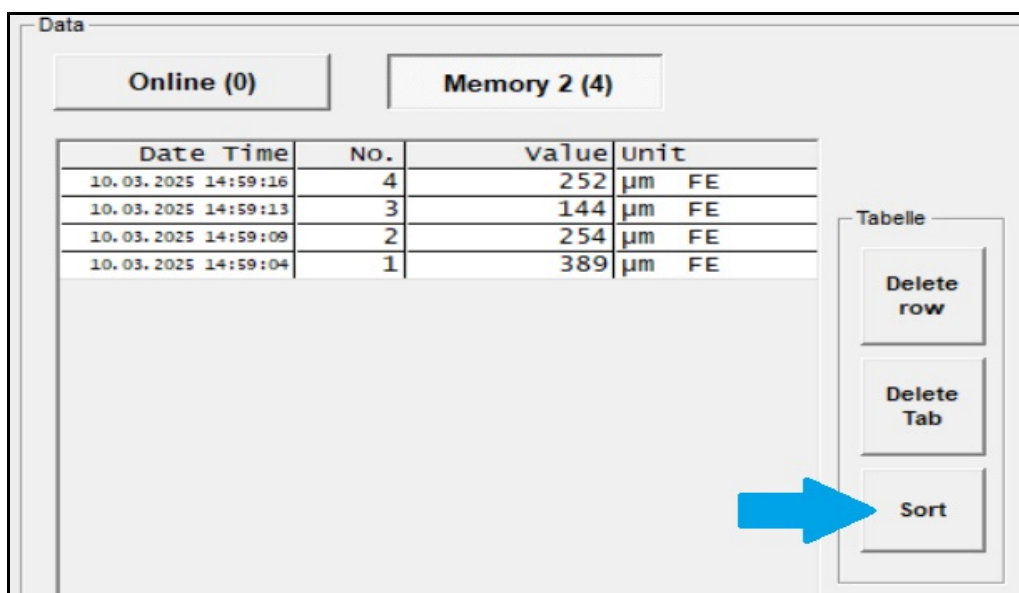 Data
Online (0)
Memory 2 (4)
Date Time No. Value Unit
10.03.2025 14:59:16 4 252 µm FE
10.03.2025 14:59:13 3 144 µm FE
10.03.2025 14:59:09 2 254 µm FE
10.03.2025 14:59:04 1 389 µm FE
Tabelle
Delete
row
Delete
Tab
Sort